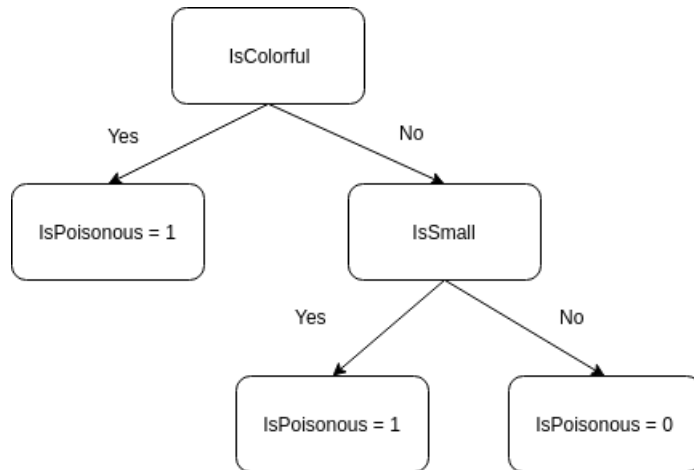 IsColorful
Yes
No
IsPoisonous = 1
IsSmall
Yes
No
IsPoisonous = 1
IsPoisonous = 0